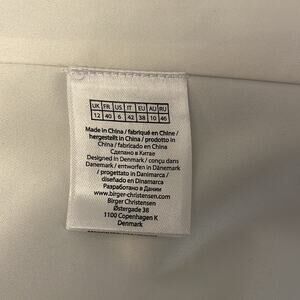 UK FR US IT EU AU RU
12 40 6 42 38 10 46
Made in China / fabriqué en Chine /
hergestellt in China / prodotto in
China / fabricado en China
Сделано в Китае
Designed in Denmark / conçu dans
Danemark / entworfen in Dänemark
/ progettato in Danimarca /
diseñado en Dinamarca
Разработано в Дании
www.birger-christensen.com
Birger Christensen
Østergade 38
1100 Copenhagen K
Denmark